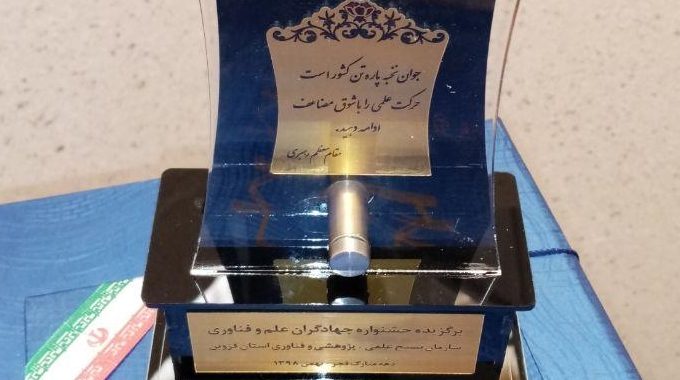 جوان نخبه پاره تن کشور است
حرکت علمی را با شوق مضاعف
ادامه دهید.
مقام معظم رهبری
برگزیده جشنواره جهادگران علم و فناوری
سازمان بسیج علمی، پژوهشی و فناوری استان قزوین
دهه مبارک فجر - بهمن ۱۳۹۸